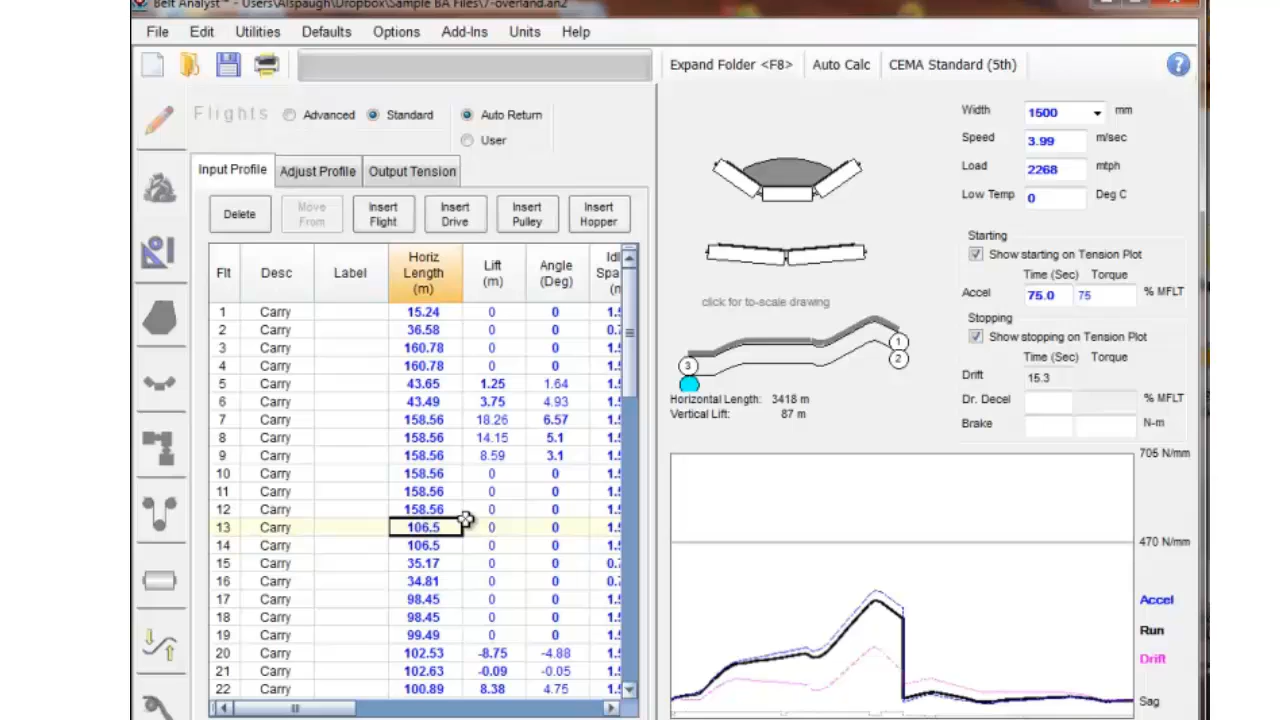 Belt Analyst™ - Users\Alspaugh\Dropbox\Sample BA Files\7-overland.an2
File Edit Utilities Defaults Options Add-Ins Units Help
Expand Folder <F8> Auto Calc CEMA Standard (5th) ?
Flights Advanced Standard Auto Return
User
Input Profile Adjust Profile Output Tension
Delete Move From Insert Flight Insert Drive Insert Pulley Insert Hopper
Flt Desc Label Horiz Length (m) Lift (m) Angle (Deg)
1 Carry 15.24 0 0
2 Carry 36.58 0 0
3 Carry 160.78 0 0
4 Carry 160.78 0 0
5 Carry 43.65 1.25 1.64
6 Carry 43.49 3.75 4.93
7 Carry 158.56 18.26 6.57
8 Carry 158.56 14.15 5.1
9 Carry 158.56 8.59 3.1
10 Carry 158.56 0 0
11 Carry 158.56 0 0
12 Carry 158.56 0 0
13 Carry 106.5 0 0
14 Carry 106.5 0 0
15 Carry 35.17 0 0
16 Carry 34.81 0 0
17 Carry 98.45 0 0
18 Carry 98.45 0 0
19 Carry 99.49 0 0
20 Carry 102.53 -8.75 -4.88
21 Carry 102.63 -0.09 -0.05
22 Carry 100.89 8.38 4.75
click for to-scale drawing
1
2
3
Horizontal Length: 3418 m
Vertical Lift: 87 m
Width 1500 mm
Speed 3.99 m/sec
Load 2268 mtph
Low Temp 0 Deg C
Starting
Show starting on Tension Plot
Time (Sec) Torque
Accel 75.0 75 % MFLT
Stopping
Show stopping on Tension Plot
Time (Sec) Torque
Drift 15.3
Dr. Decel % MFLT
Brake N-m
705 N/mm
470 N/mm
Accel
Run
Drift
Sag